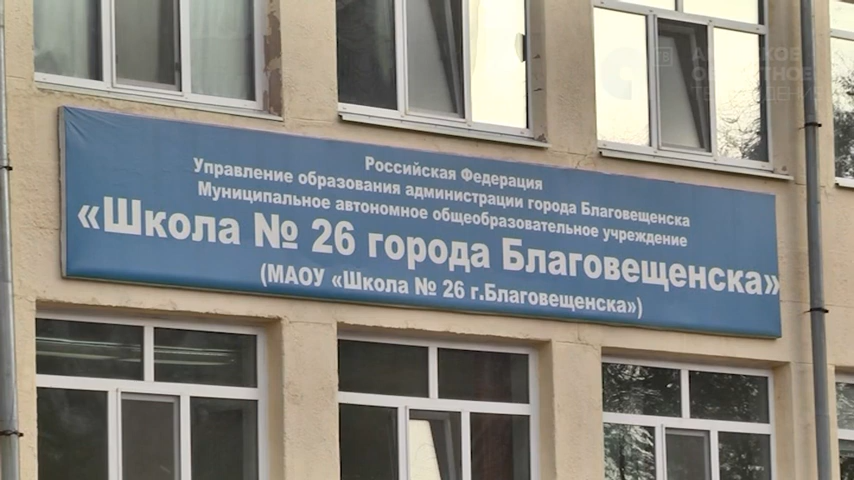 Российская Федерация
Управление образования администрации города Благовещенска
Муниципальное автономное общеобразовательное учреждение
«Школа № 26 города Благовещенска»
(МАОУ «Школа № 26 г.Благовещенска»)